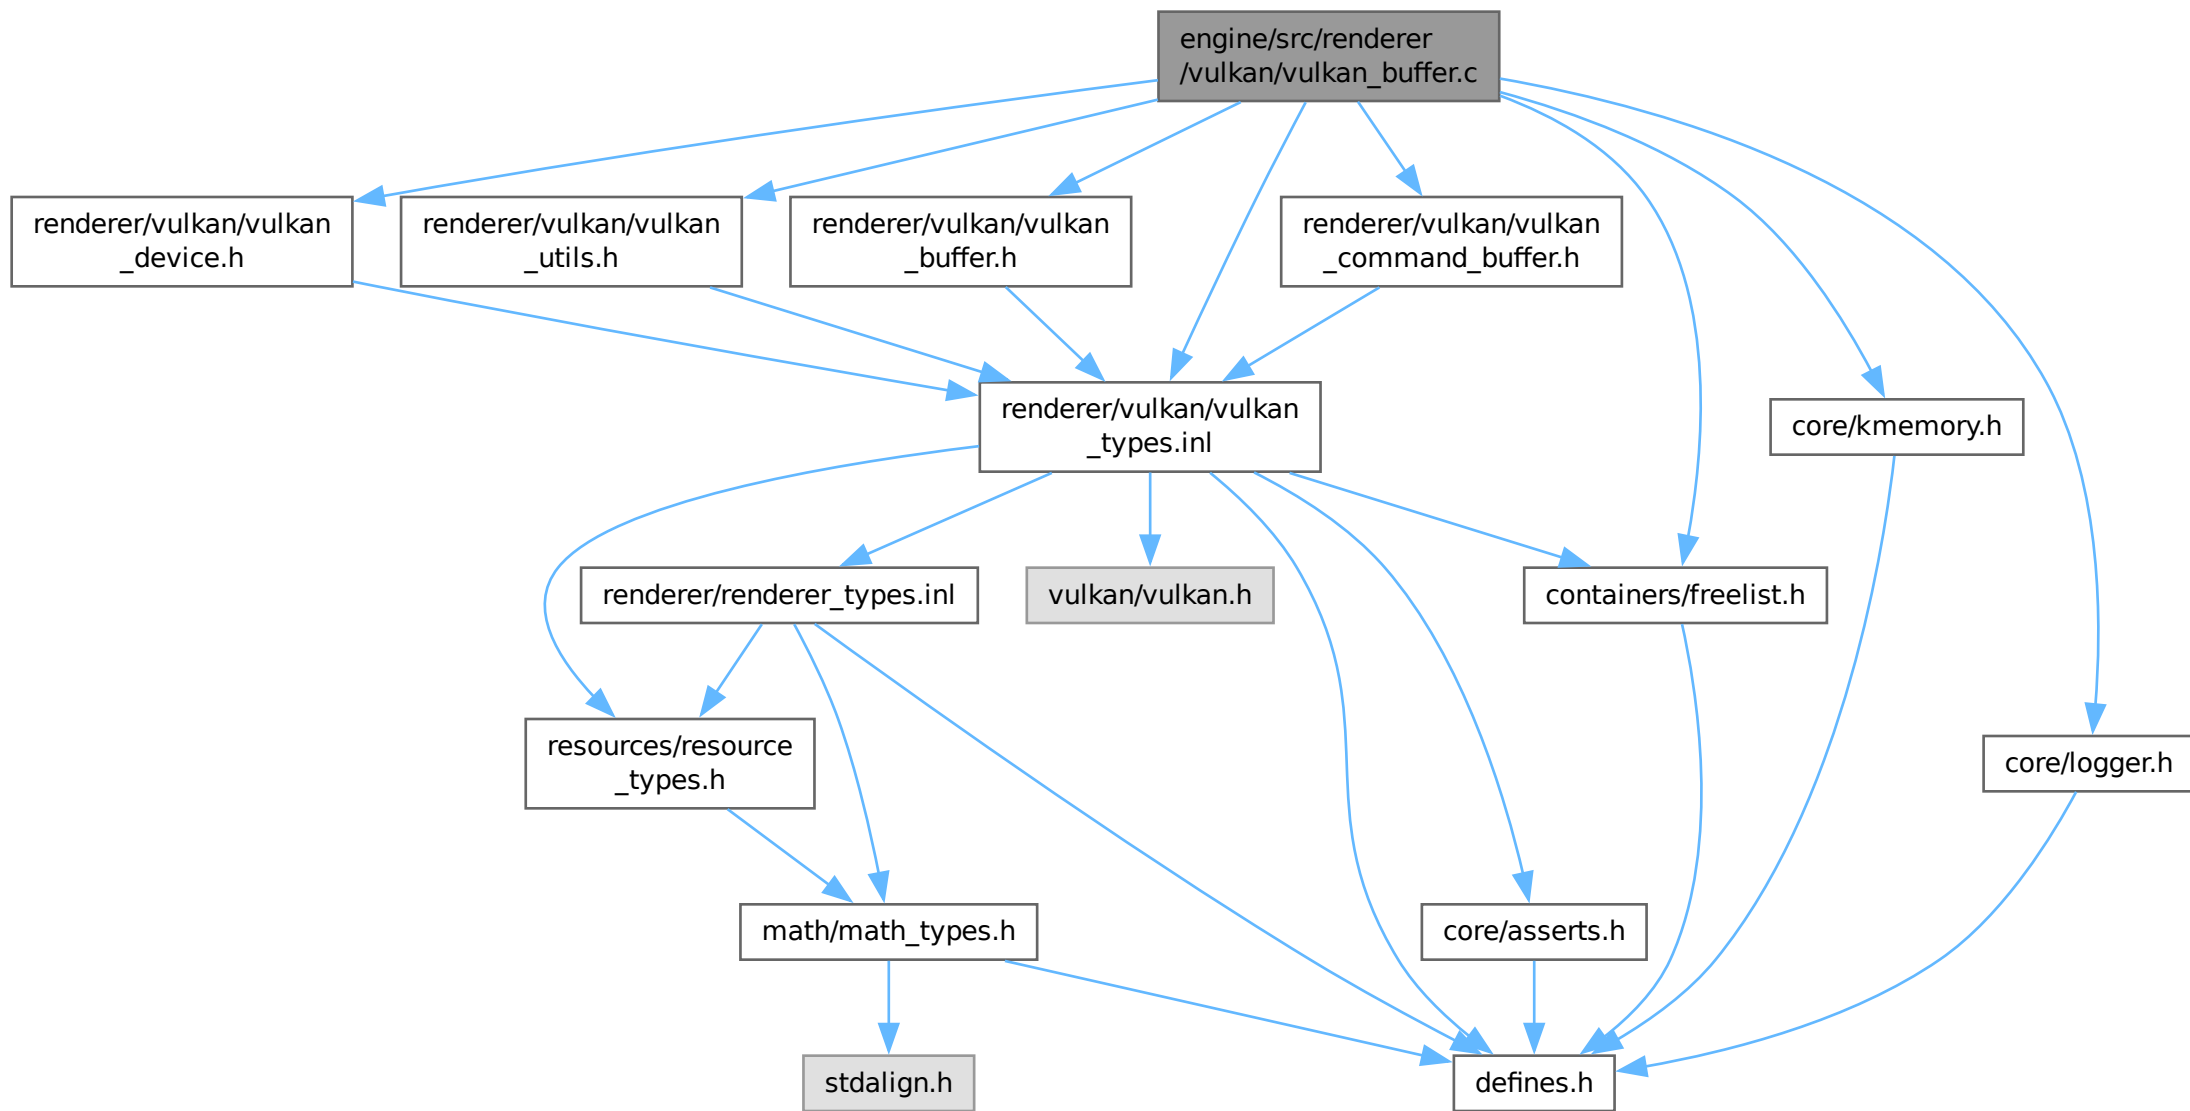 engine/src/renderer
/vulkan/vulkan_buffer.c
renderer/vulkan/vulkan
_device.h
renderer/vulkan/vulkan
_utils.h
renderer/vulkan/vulkan
_buffer.h
renderer/vulkan/vulkan
_command_buffer.h
renderer/vulkan/vulkan
_types.inl
core/kmemory.h
renderer/renderer_types.inl
vulkan/vulkan.h
containers/freelist.h
resources/resource
_types.h
core/logger.h
math/math_types.h
core/asserts.h
stdalign.h
defines.h